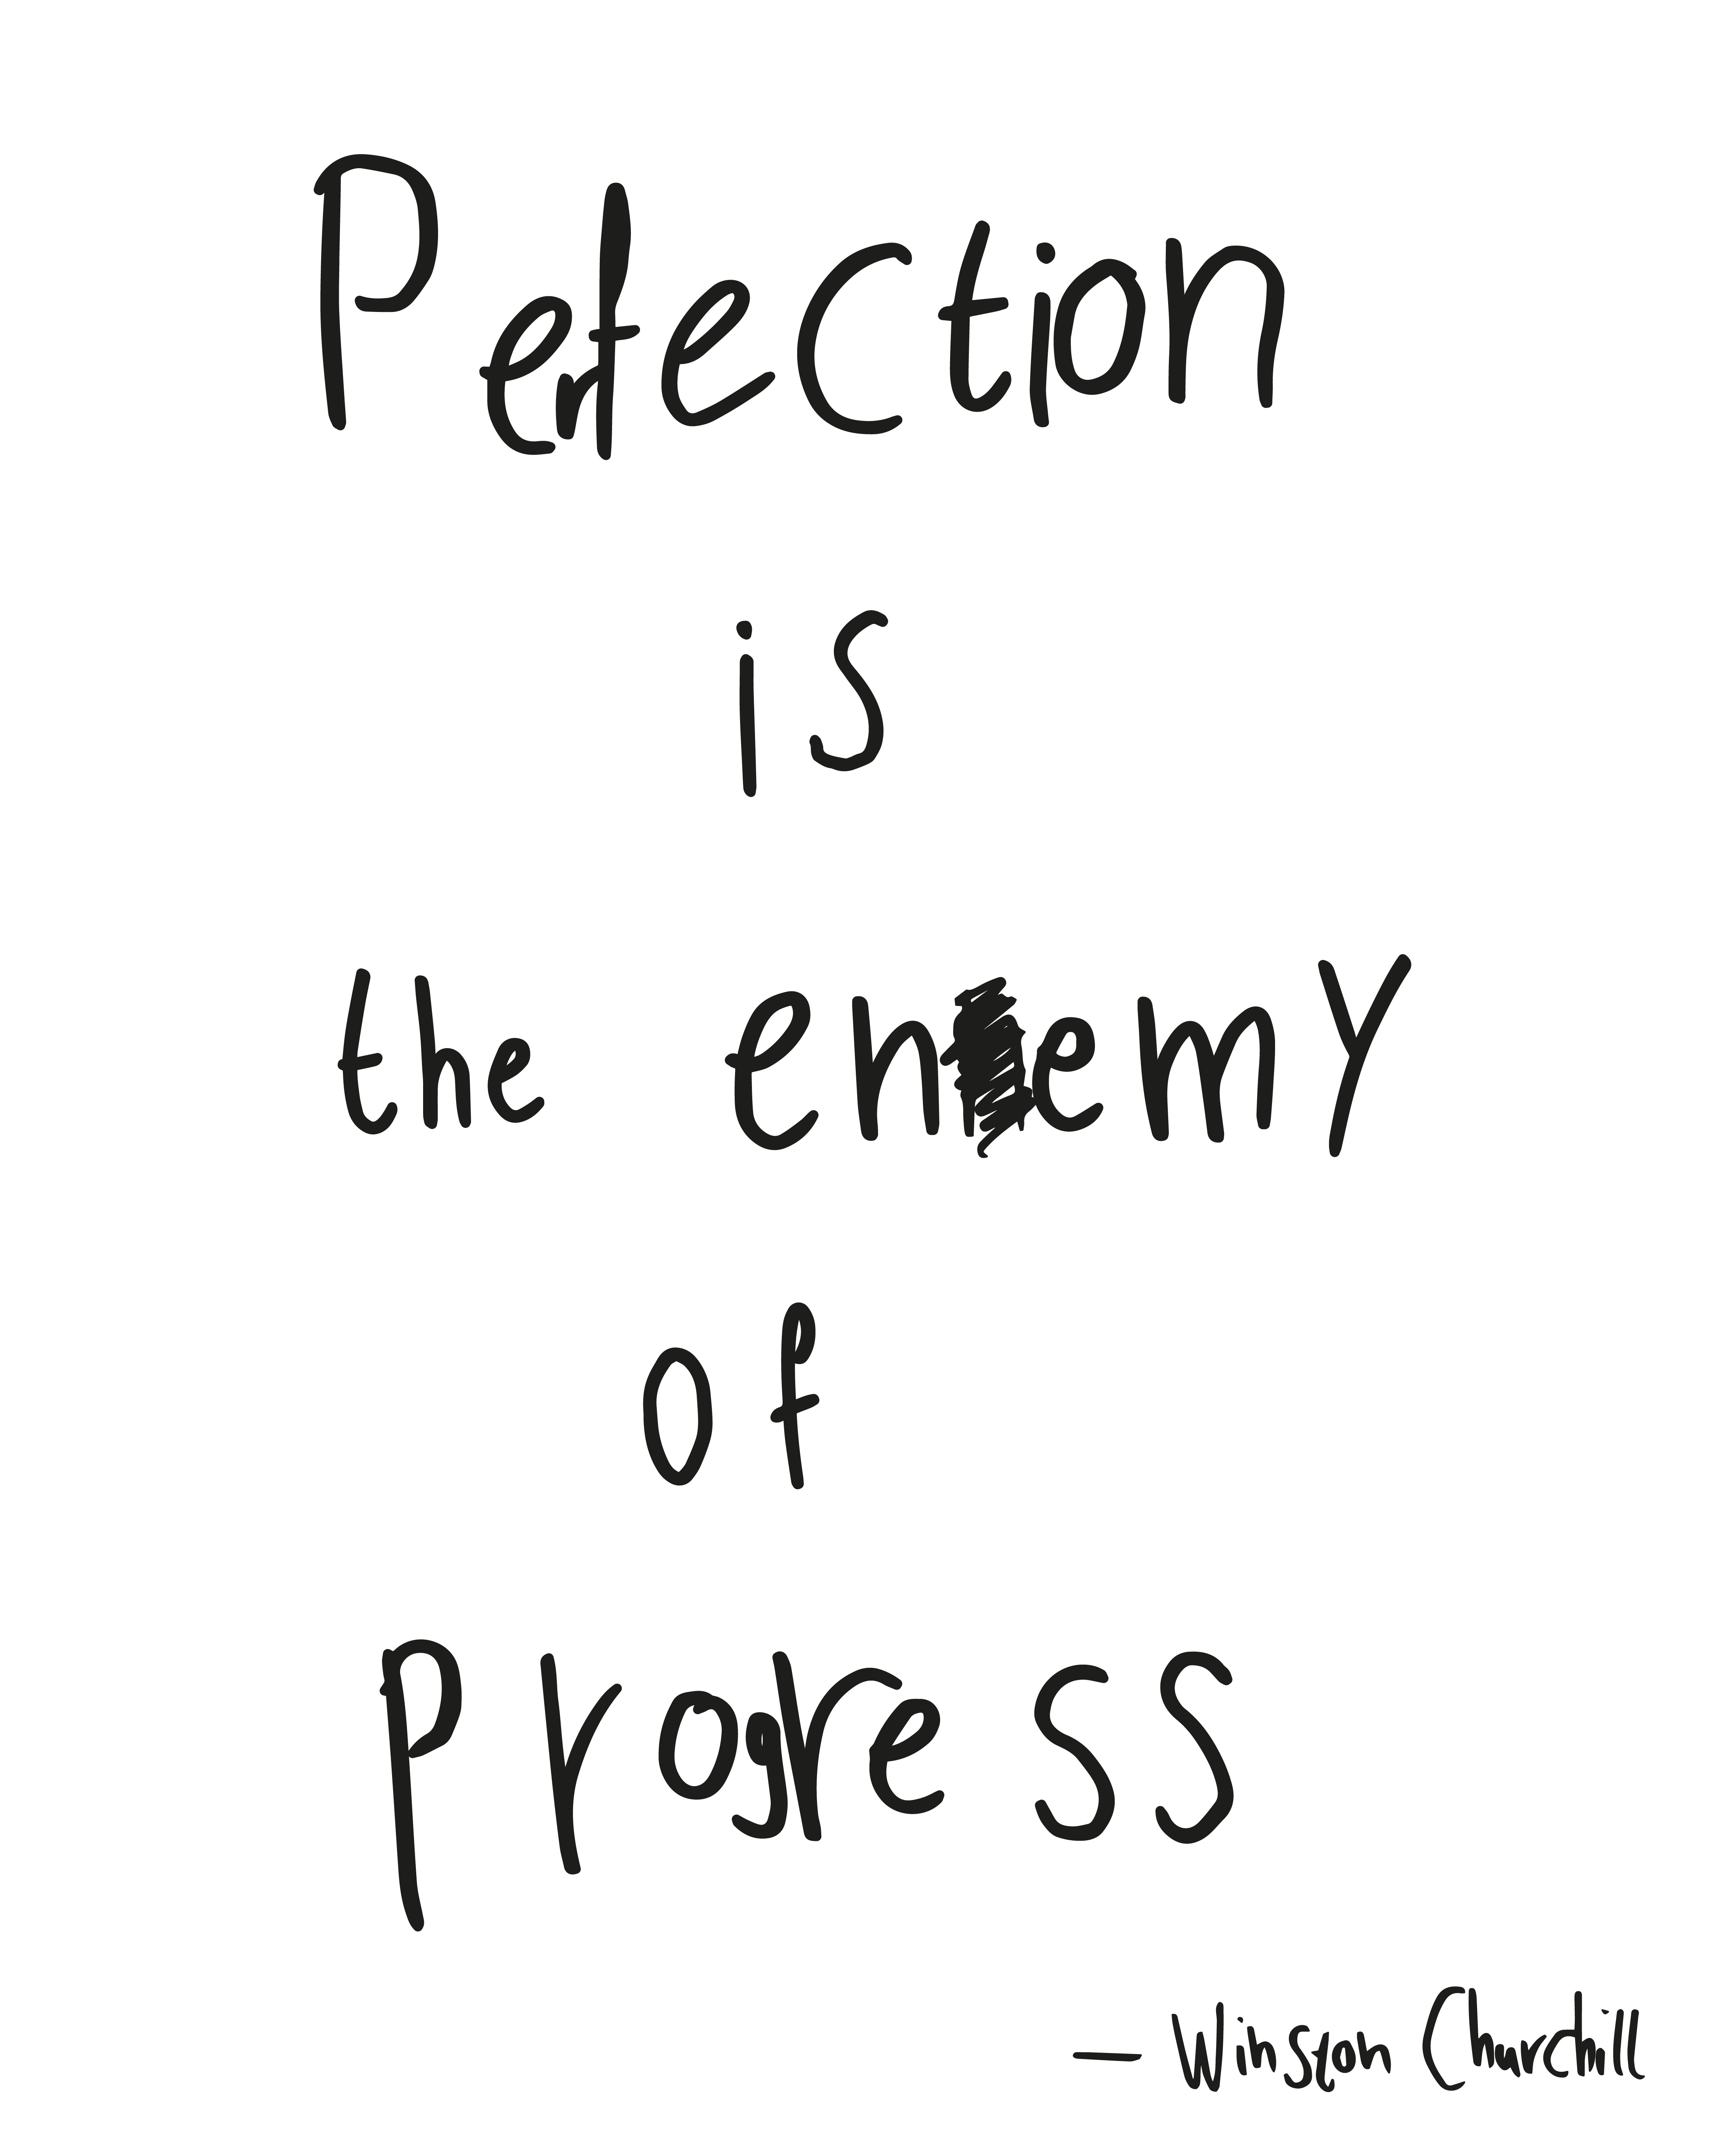 Perfection
is
the enemY
of
progress
— Winston Churchill